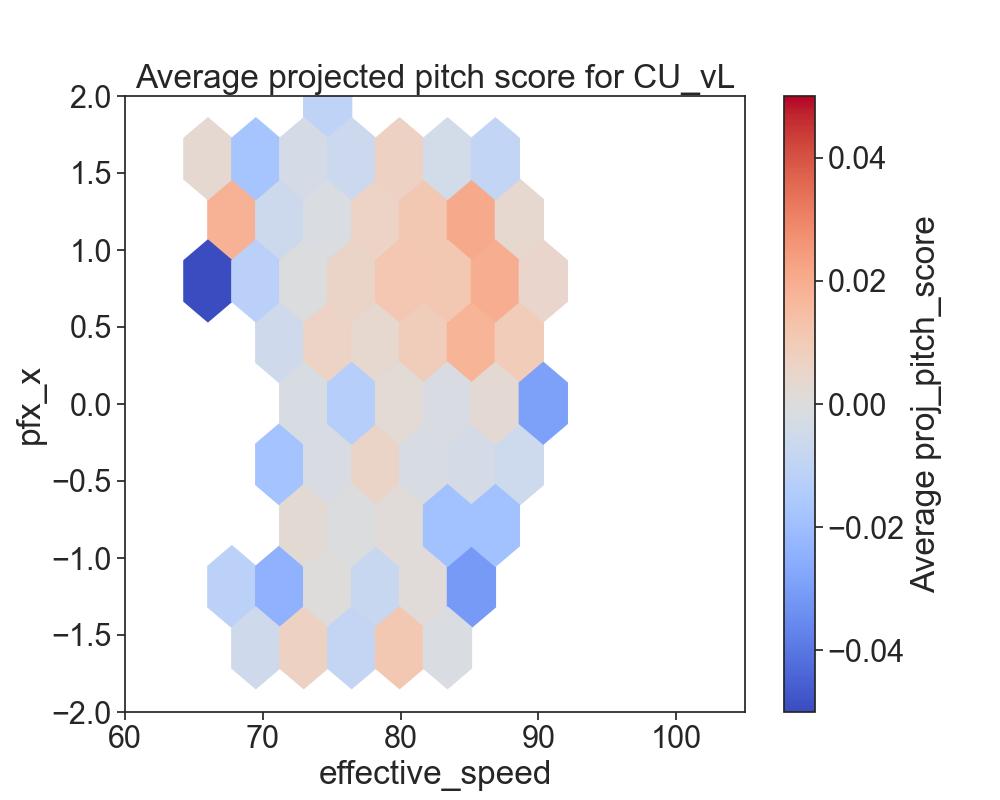 Average projected pitch score for CU_vL
2.0
1.5
1.0
0.5
0.0
−0.5
−1.0
−1.5
−2.0
pfx_x
60 70 80 90 100
effective_speed
0.04
0.02
0.00
−0.02
−0.04
Average proj_pitch_score